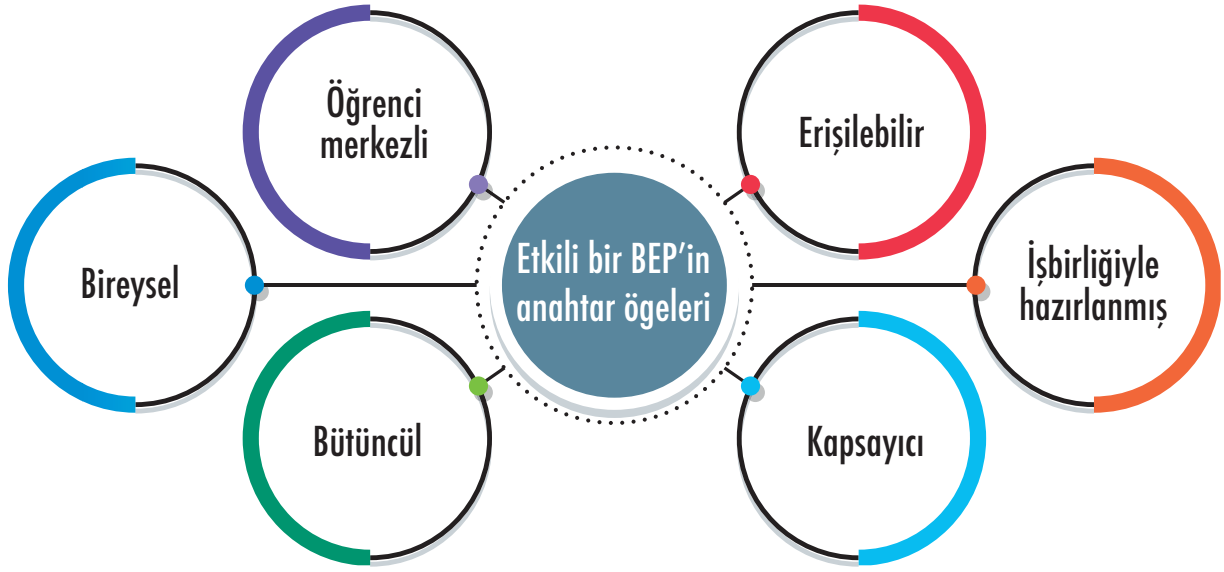 Öğrenci
merkezli
Erişilebilir
Bireysel
Etkili bir BEP’in
anahtar ögeleri
İşbirliğiyle
hazırlanmış
Bütüncül
Kapsayıcı